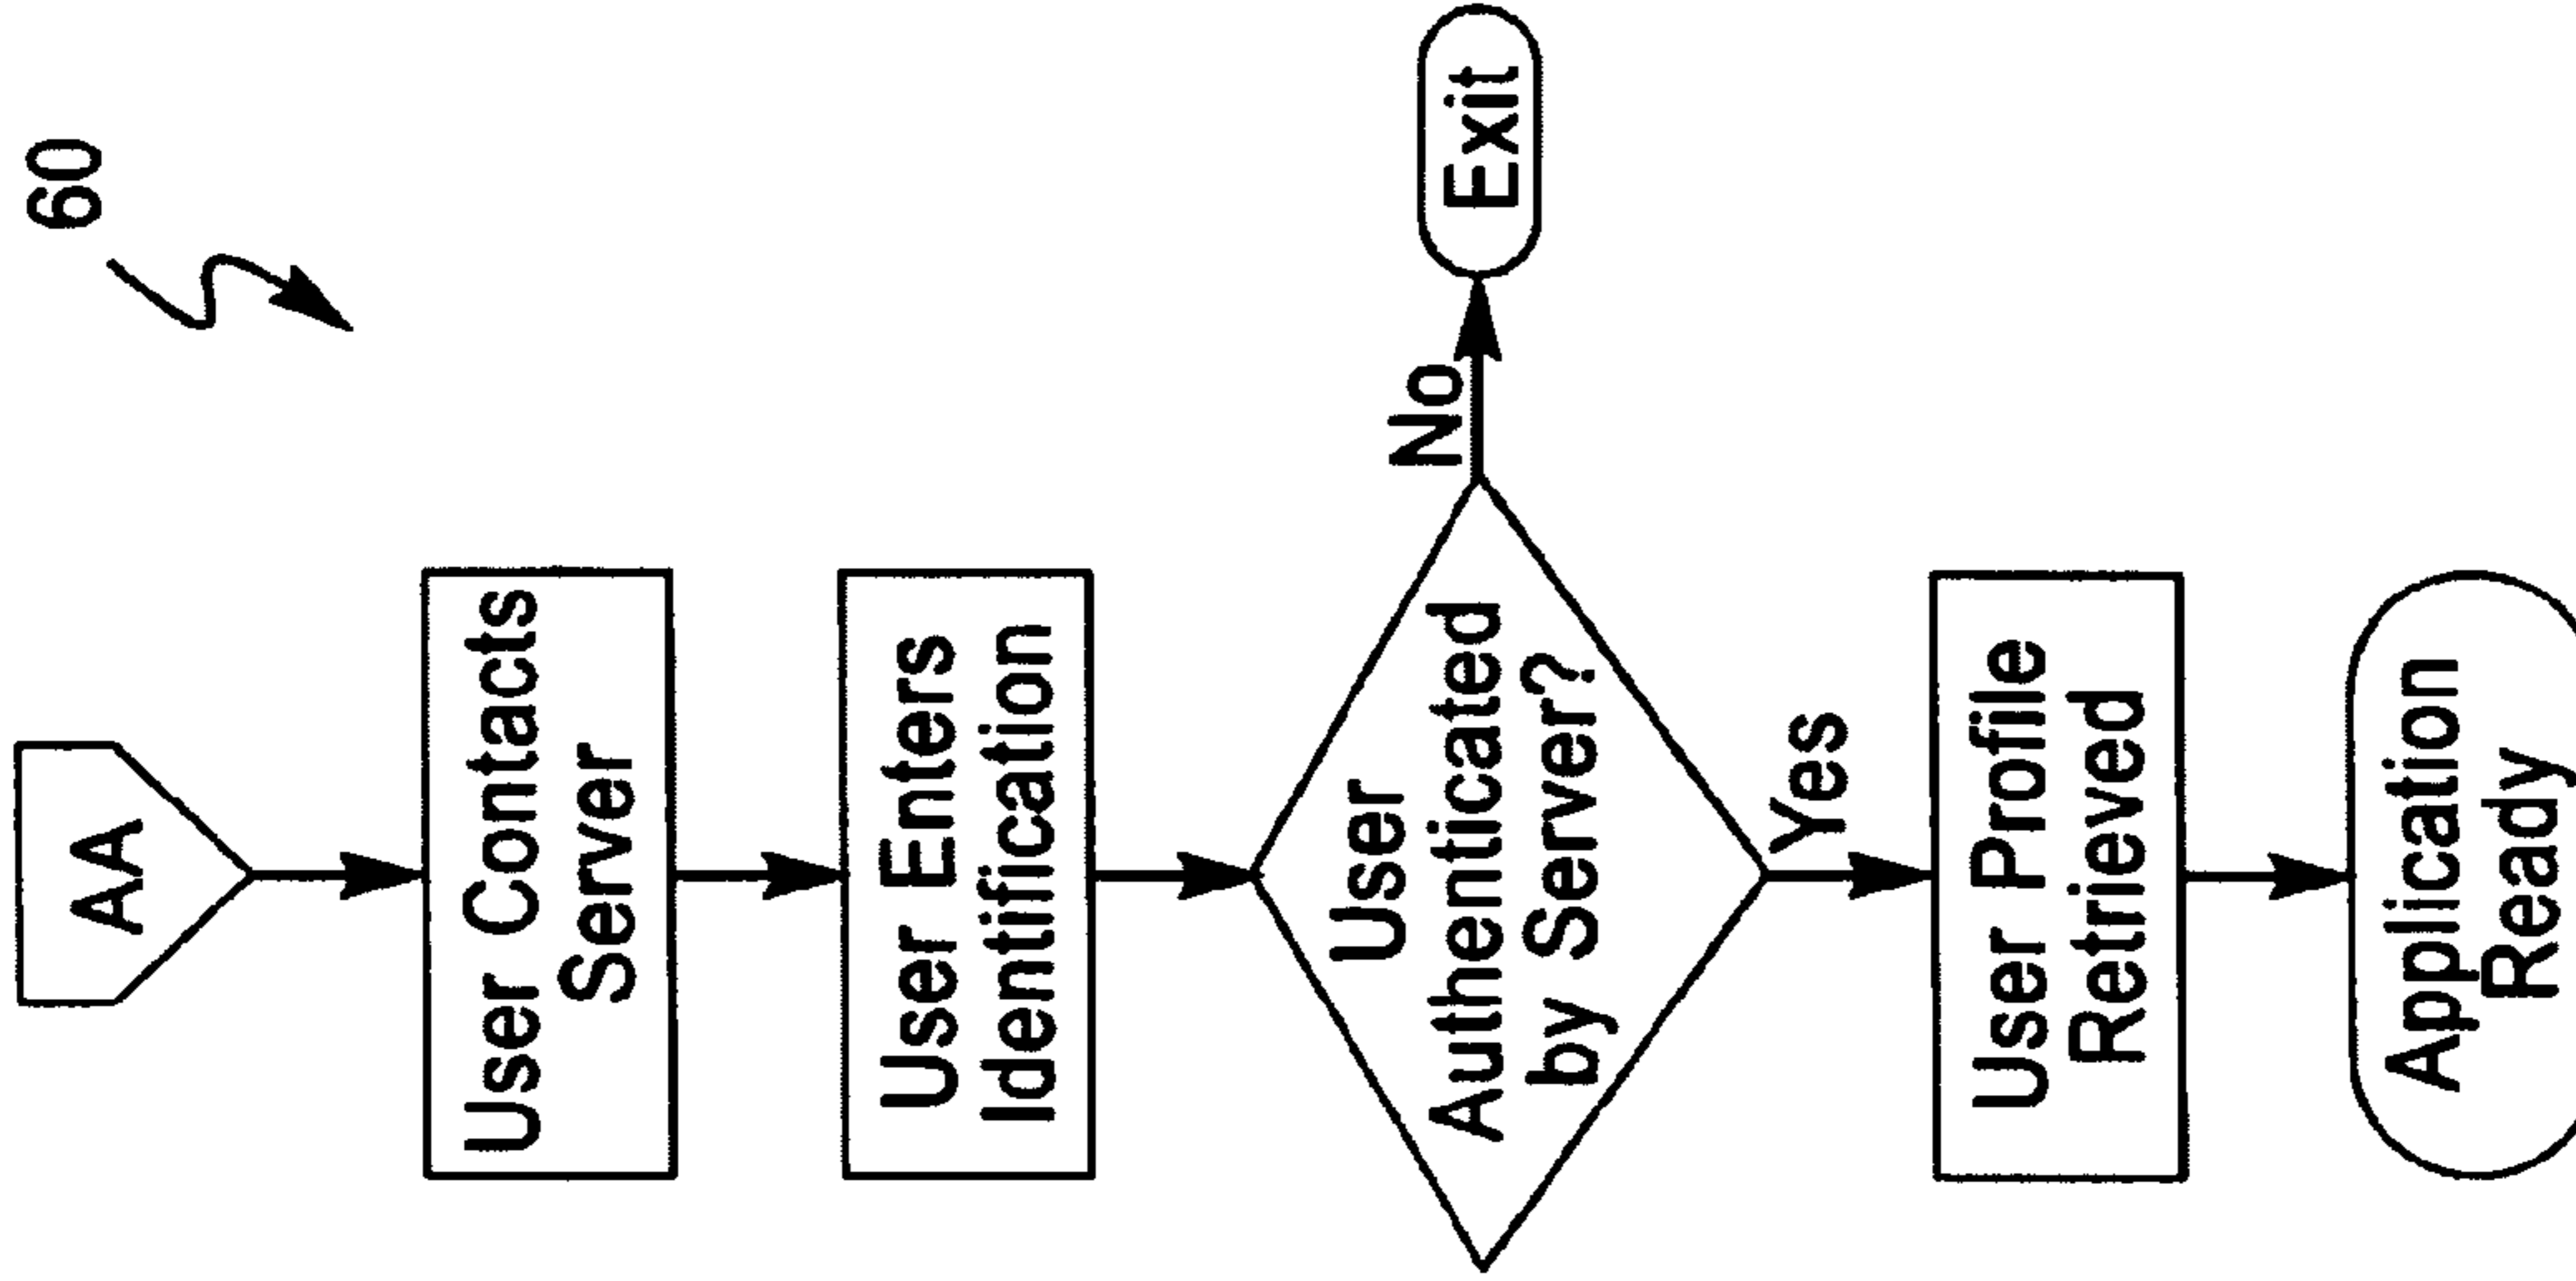 60
AA
User Contacts
Server
User Enters
Identification
User
Authenticated
by Server?
No
Exit
Yes
User Profile
Retrieved
Application
Ready